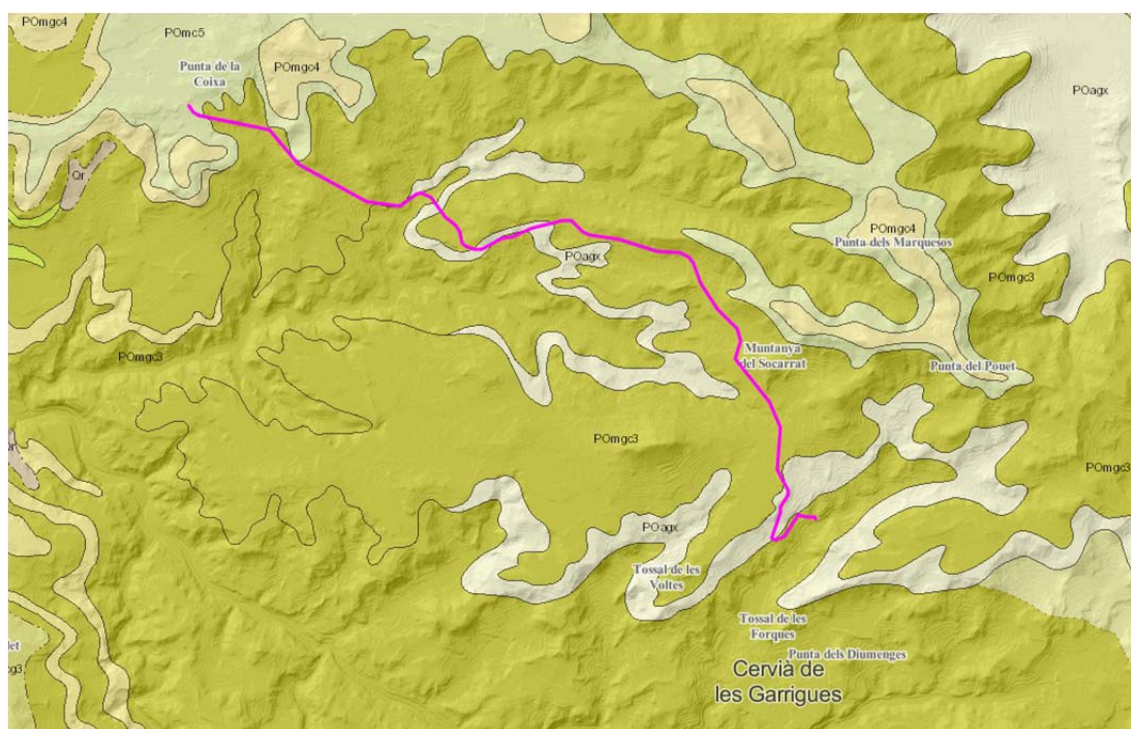 POmgc4
POmc5
Punta de la
Coixa
POmgc4
POagx
Qr
POmgc4
Punta dels Marquesos
POagx
POmgc3
POmgc3
Muntanya
del Socarrat
Punta del Pouet
POmgc3
POmgc3
POagx
Tossal de les
Voltes
Tossal de les
Forques
Punta dels Diumenges
Cervià de
les Garrigues